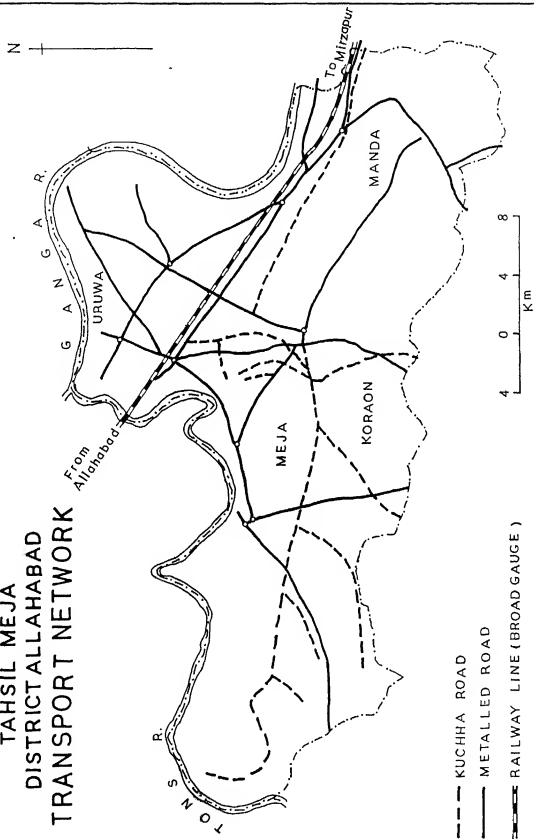 TAHSIL MEJA
DISTRICT ALLAHABAD
TRANSPORT NETWORK
N
To Mirzapur
From
Allahabad
GANGA R.
URUWA
MANDA
MEJA
KORAON
TONS R.
4 0 4 8
Km
KUCHHA ROAD
METALLED ROAD
RAILWAY LINE (BROAD GAUGE)